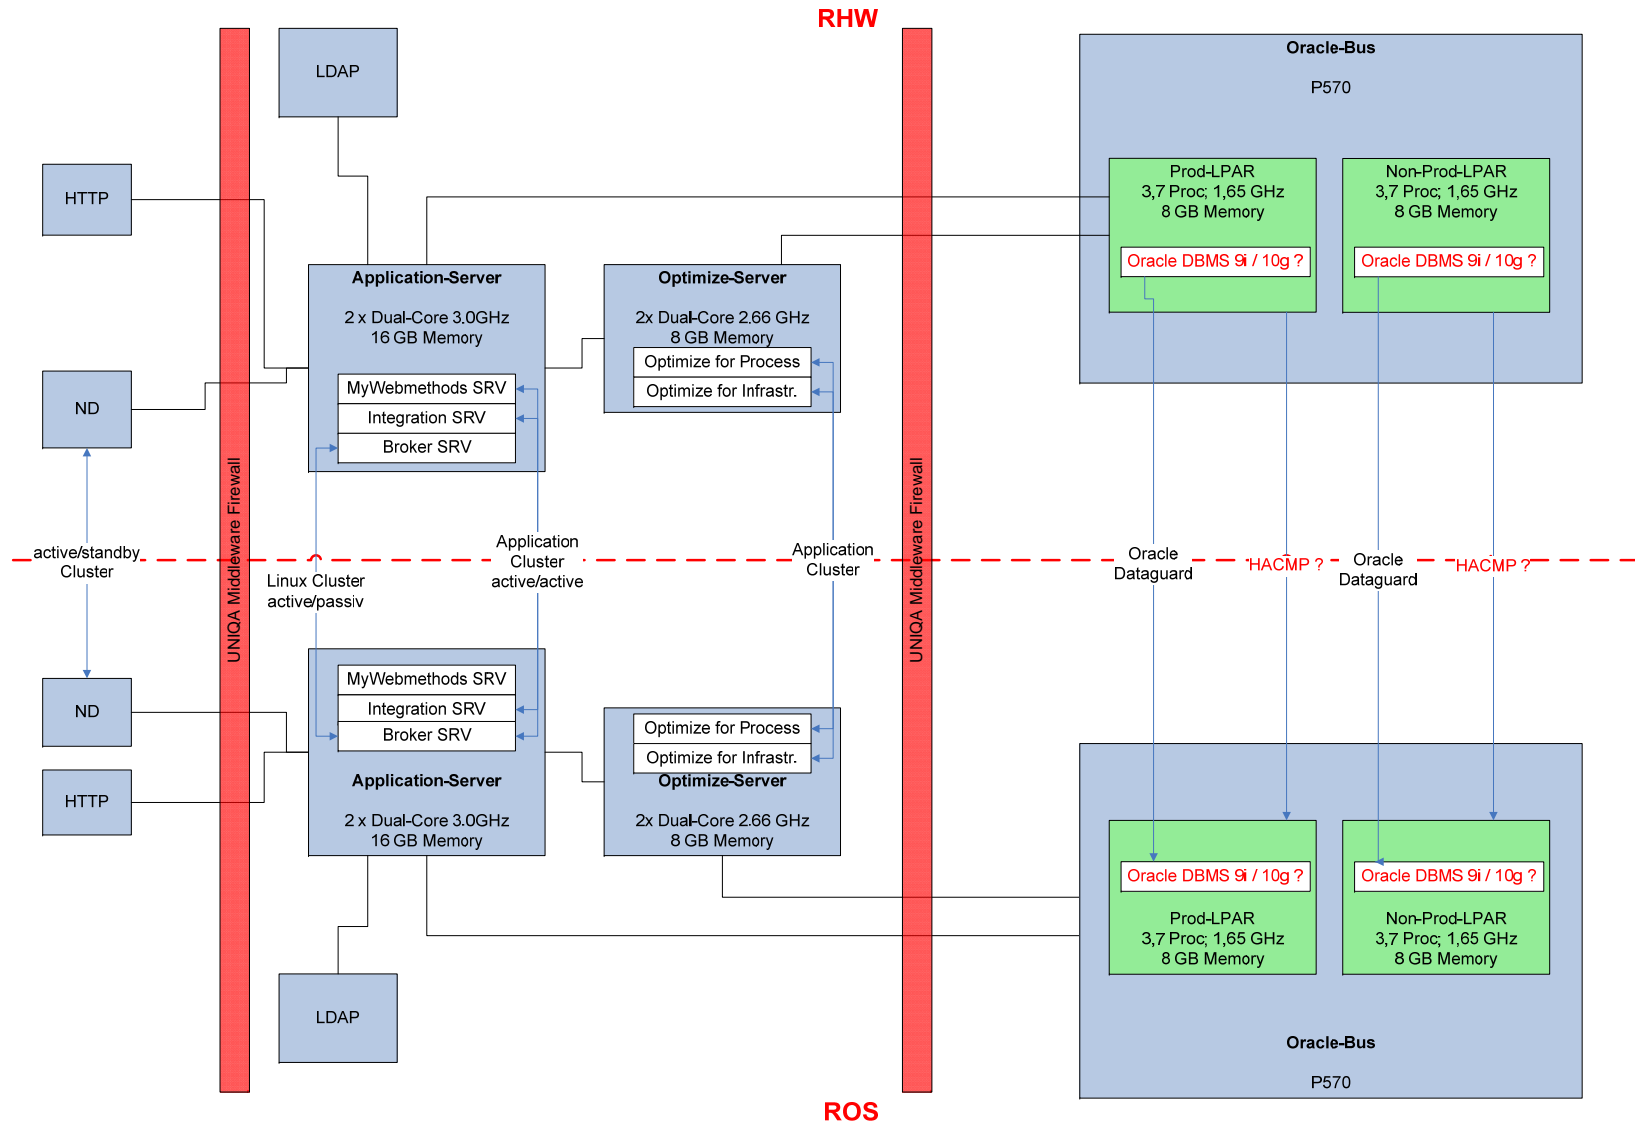 RHW
LDAP
HTTP
ND
Application-Server
2 x Dual-Core 3.0GHz
16 GB Memory
MyWebmethods SRV
Integration SRV
Broker SRV
Optimize-Server
2x Dual-Core 2.66 GHz
8 GB Memory
Optimize for Process
Optimize for Infrastr.
Oracle-Bus
P570
Prod-LPAR
3,7 Proc; 1,65 GHz
8 GB Memory
Oracle DBMS 9i / 10g ?
Non-Prod-LPAR
3,7 Proc; 1,65 GHz
8 GB Memory
Oracle DBMS 9i / 10g ?
UNIQA Middleware Firewall
UNIQA Middleware Firewall
active/standby
Cluster
Linux Cluster
active/passiv
Application
Cluster
active/active
Application
Cluster
Oracle
Dataguard
HACMP ?
Oracle
Dataguard
HACMP ?
ND
HTTP
MyWebmethods SRV
Integration SRV
Broker SRV
Application-Server
2 x Dual-Core 3.0GHz
16 GB Memory
Optimize for Process
Optimize for Infrastr.
Optimize-Server
2x Dual-Core 2.66 GHz
8 GB Memory
Oracle DBMS 9i / 10g ?
Prod-LPAR
3,7 Proc; 1,65 GHz
8 GB Memory
Oracle DBMS 9i / 10g ?
Non-Prod-LPAR
3,7 Proc; 1,65 GHz
8 GB Memory
Oracle-Bus
P570
LDAP
ROS